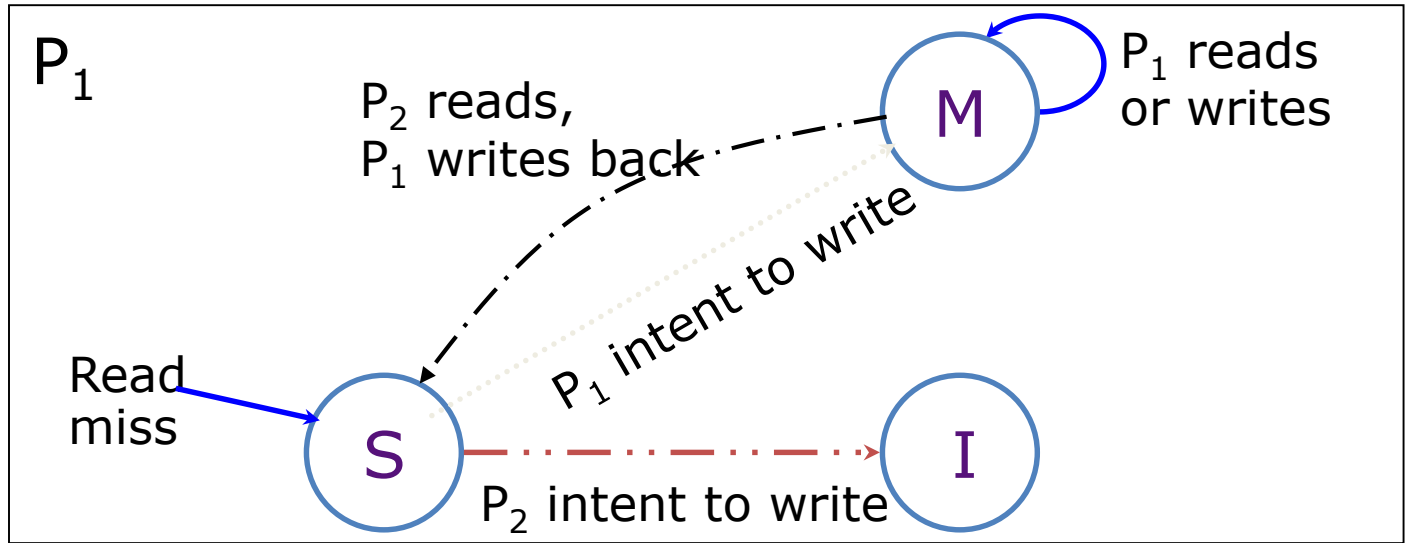 P₁
P₂ reads,
P₁ writes back
M
P₁ reads
or writes
P₁ intent to write
Read
miss
S
I
P₂ intent to write